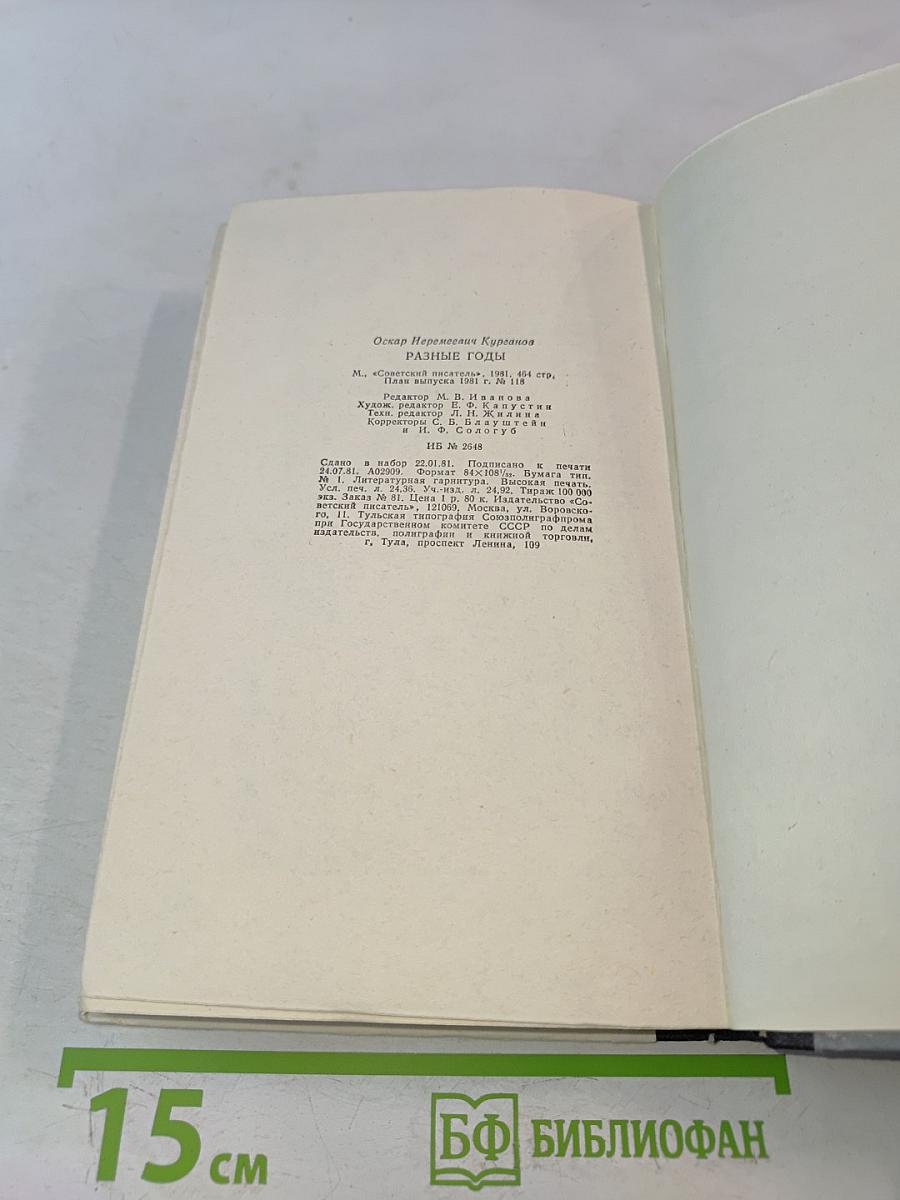 Оскар Иеремеевич Курганов
РАЗНЫЕ ГОДЫ
М., «Советский писатель», 1981, 464 стр,
План выпуска 1981 г. № 118
Редактор М. В. Иванова
Худож. редактор Е. Ф. Капустин
Техн. редактор Л. Н. Жилина
Корректоры С. Б. Блауштейн
и И. Ф. Сологуб
ИБ № 2648
Сдано в набор 22.01.81. Подписано к печати
24.07.81. А02909. Формат 84×108¹/₃₂. Бумага тип.
№ 1. Литературная гарнитура. Высокая печать.
Усл. печ. л. 24,36. Уч.-изд. л. 24,92. Тираж 100 000
экз. Заказ № 81. Цена 1 р. 80 к. Издательство «Со-
ветский писатель», 121069, Москва, ул. Воровско-
го, 11. Тульская типография Союзполиграфпрома
при Государственном комитете СССР по делам
издательств, полиграфии и книжной торговли,
г. Тула, проспект Ленина, 109
15 см
БФ БИБЛИОФАН